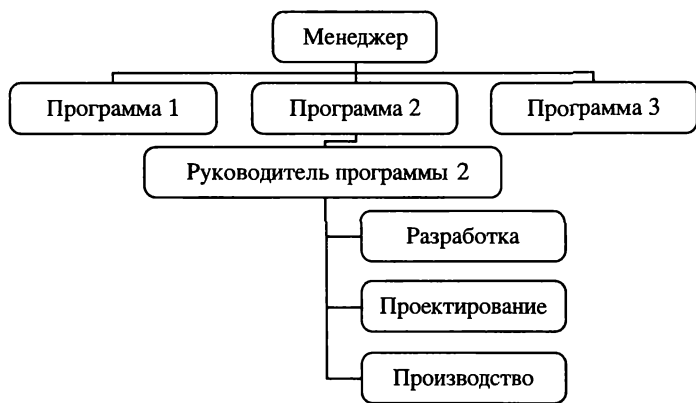 Менеджер
Программа 1
Программа 2
Программа 3
Руководитель программы 2
Разработка
Проектирование
Производство